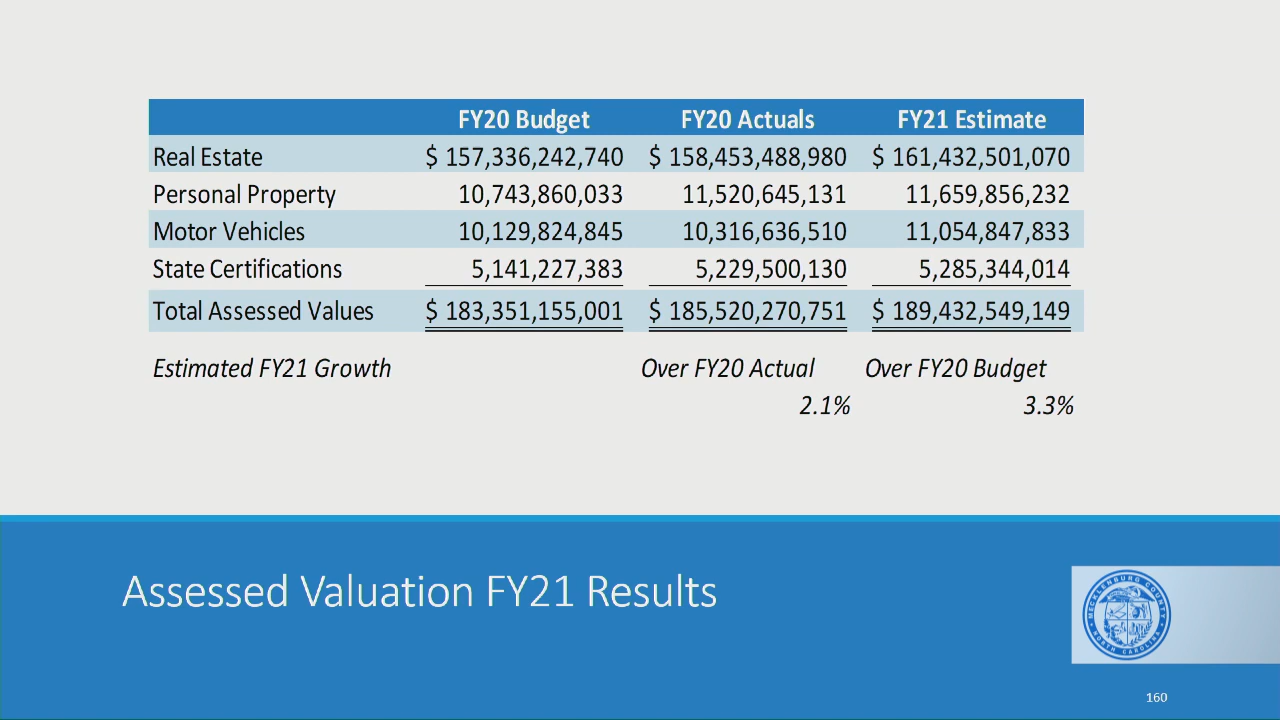 FY20 Budget FY20 Actuals FY21 Estimate
Real Estate $ 157,336,242,740 $ 158,453,488,980 $ 161,432,501,070
Personal Property 10,743,860,033 11,520,645,131 11,659,856,232
Motor Vehicles 10,129,824,845 10,316,636,510 11,054,847,833
State Certifications 5,141,227,383 5,229,500,130 5,285,344,014
Total Assessed Values $ 183,351,155,001 $ 185,520,270,751 $ 189,432,549,149
Estimated FY21 Growth Over FY20 Actual Over FY20 Budget
2.1% 3.3%
Assessed Valuation FY21 Results
MECKLENBURG COUNTY
NORTH CAROLINA
160